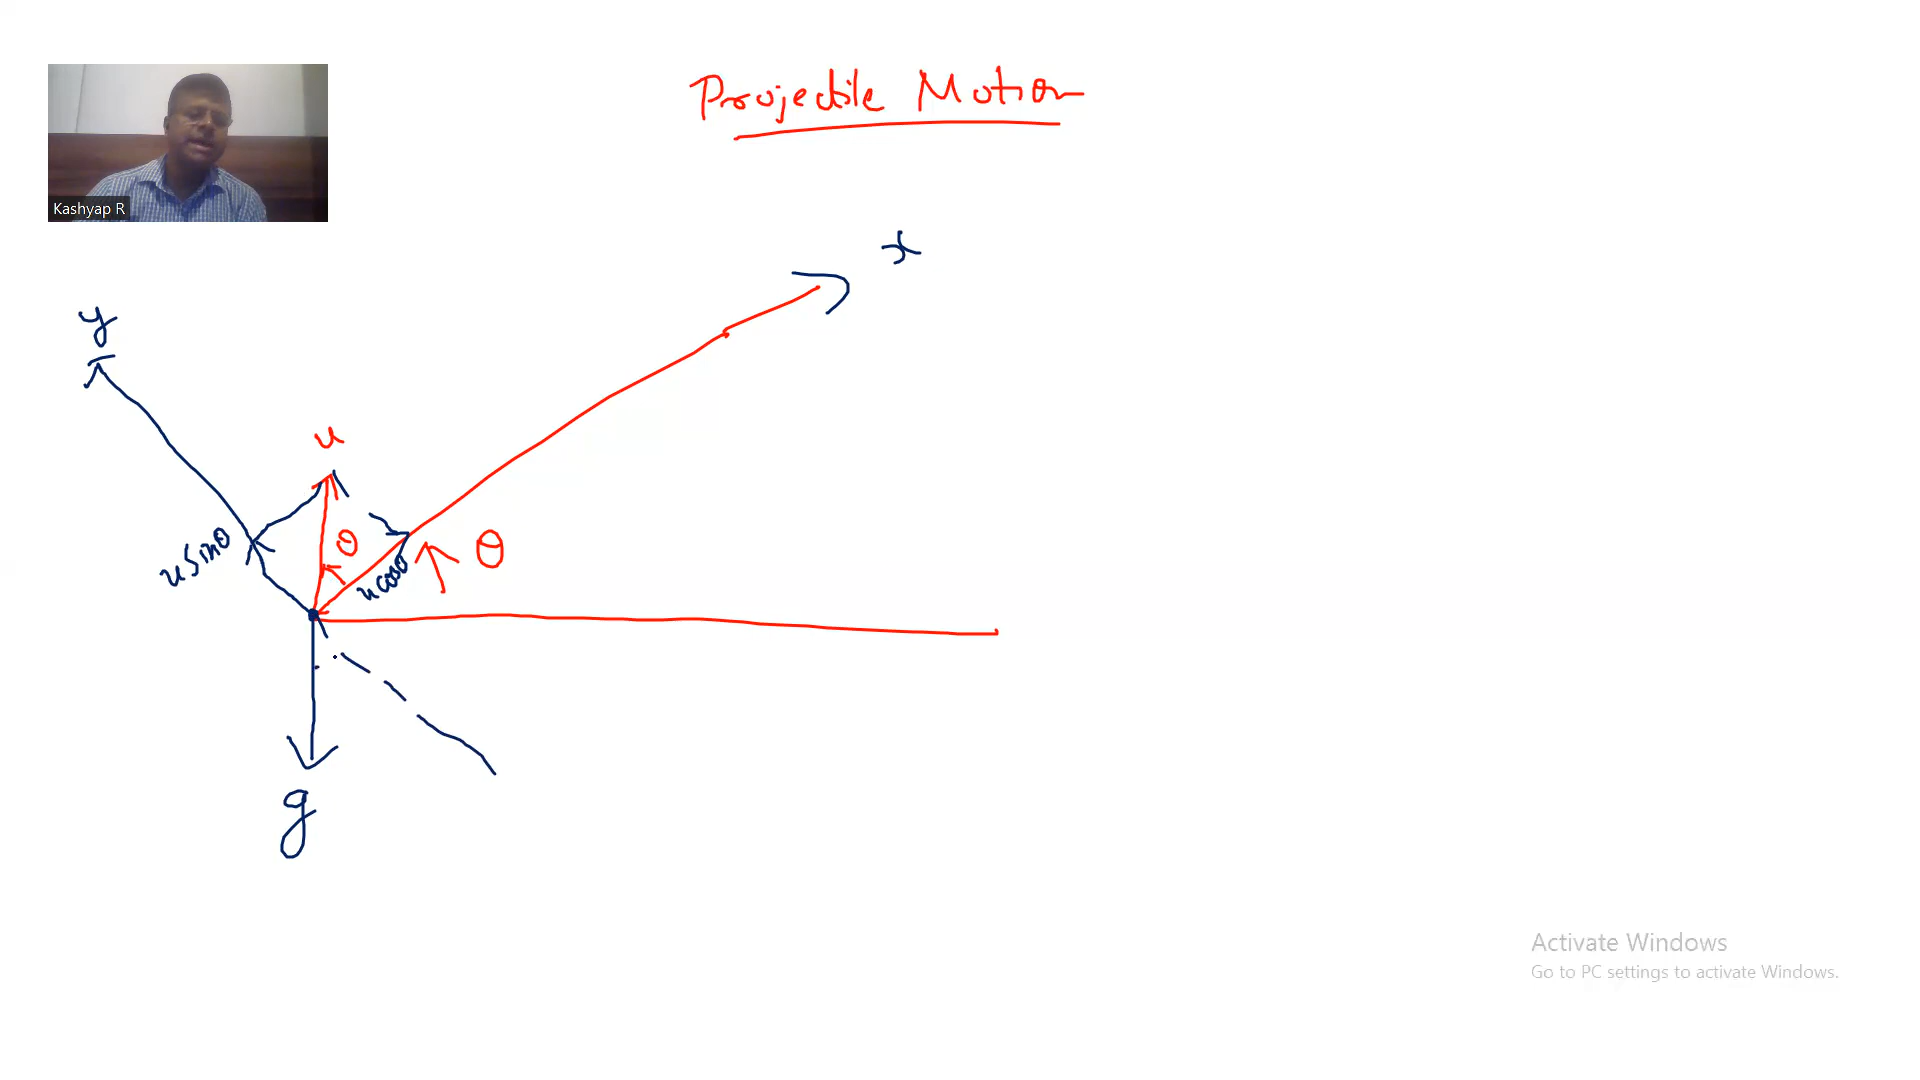 Projectile Motion
Kashyap R
x
y
u
u sinθ
θ
u cosθ
θ
g
Activate Windows
Go to PC settings to activate Windows.